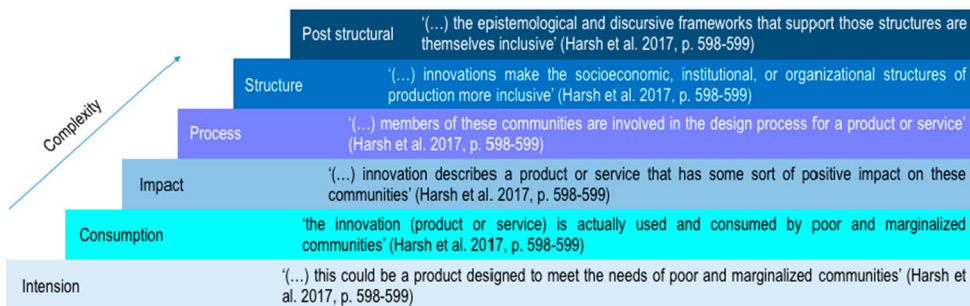 Post structural
‘(…) the epistemological and discursive frameworks that support those structures are
themselves inclusive’ (Harsh et al. 2017, p. 598-599)
Structure
‘(…) innovations make the socioeconomic, institutional, or organizational structures of
production more inclusive’ (Harsh et al. 2017, p. 598-599)
Complexity
Process
‘(…) members of these communities are involved in the design process for a product or service’
(Harsh et al. 2017, p. 598-599)
Impact
‘(…) innovation describes a product or service that has some sort of positive impact on these
communities’ (Harsh et al. 2017, p. 598-599)
Consumption
‘the innovation (product or service) is actually used and consumed by poor and marginalized
communities’ (Harsh et al. 2017, p. 598-599)
Intension
‘(…) this could be a product designed to meet the needs of poor and marginalized communities’ (Harsh et
al. 2017, p. 598-599)